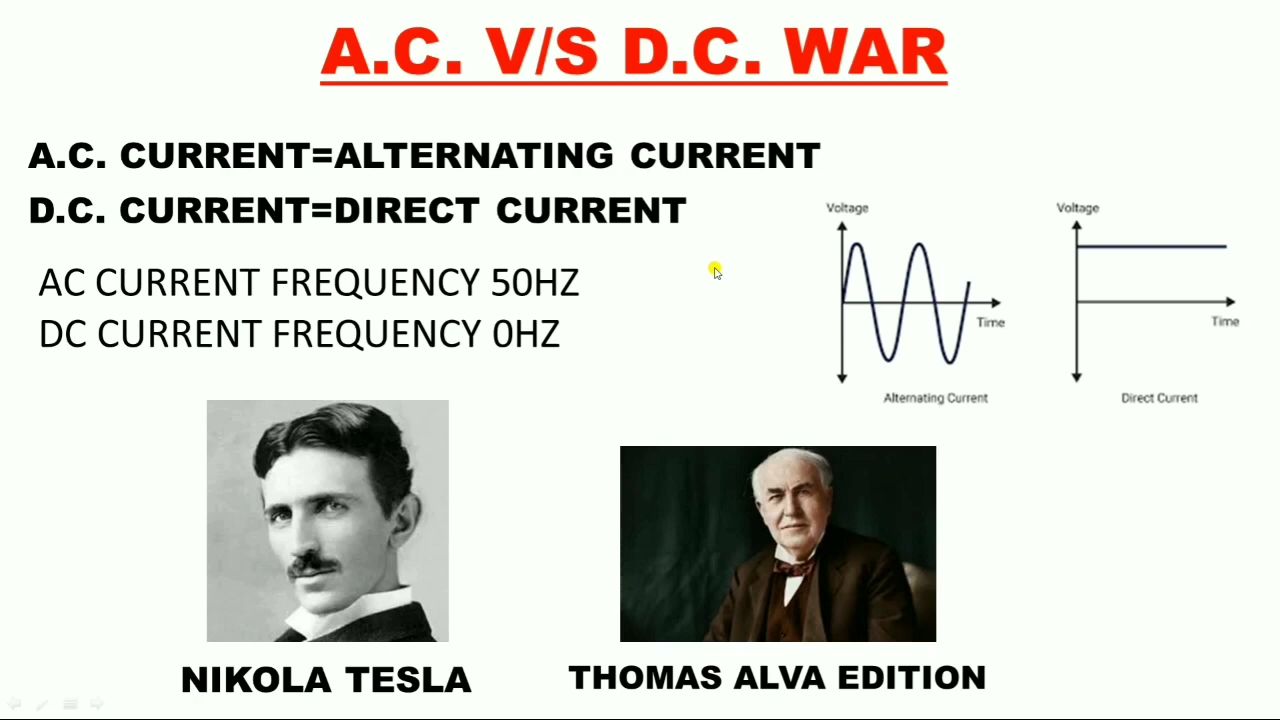 A.C. V/S D.C. WAR
A.C. CURRENT=ALTERNATING CURRENT
D.C. CURRENT=DIRECT CURRENT
AC CURRENT FREQUENCY 50HZ
DC CURRENT FREQUENCY 0HZ
Voltage
Time
Alternating Current
Voltage
Time
Direct Current
NIKOLA TESLA
THOMAS ALVA EDITION